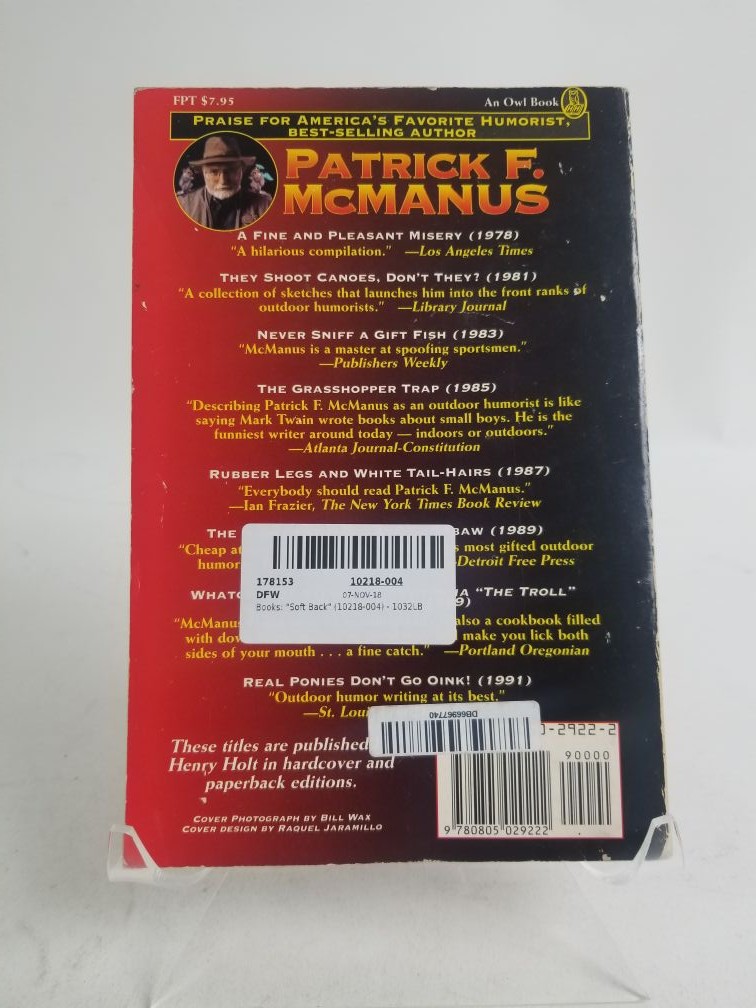 FPT $7.95
An Owl Book
PRAISE FOR AMERICA'S FAVORITE HUMORIST,
BEST-SELLING AUTHOR
PATRICK F.
MCMANUS
A FINE AND PLEASANT MISERY (1978)
"A hilarious compilation." —Los Angeles Times
THEY SHOOT CANOES, DON'T THEY? (1981)
"A collection of sketches that launches him into the front ranks of
outdoor humorists." —Library Journal
NEVER SNIFF A GIFT FISH (1983)
"McManus is a master at spoofing sportsmen."
—Publishers Weekly
THE GRASSHOPPER TRAP (1985)
"Describing Patrick F. McManus as an outdoor humorist is like
saying Mark Twain wrote books about small boys. He is the
funniest writer around today — indoors or outdoors."
—Atlanta Journal-Constitution
RUBBER LEGS AND WHITE TAIL-HAIRS (1987)
"Everybody should read Patrick F. McManus."
—Ian Frazier, The New York Times Book Review
THE BAW (1989)
"Cheap at s most gifted outdoor
humor -Detroit Free Press
178153 10218-004
DFW 07-NOV-18
Books: "Soft Back" (10218-004) - 1032LB
WHATC MA "THE TROLL"
9)
"McManus also a cookbook filled
with dov make you lick both
sides of your mouth . . . a fine catch." —Portland Oregonian
REAL PONIES DON'T GO OINK! (1991)
"Outdoor humor writing at its best."
—St. Loui
DB66967740
0-2922-2
90000
9 780805 029222
These titles are published
Henry Holt in hardcover and
paperback editions.
COVER PHOTOGRAPH BY BILL WAX
COVER DESIGN BY RAQUEL JARAMILLO